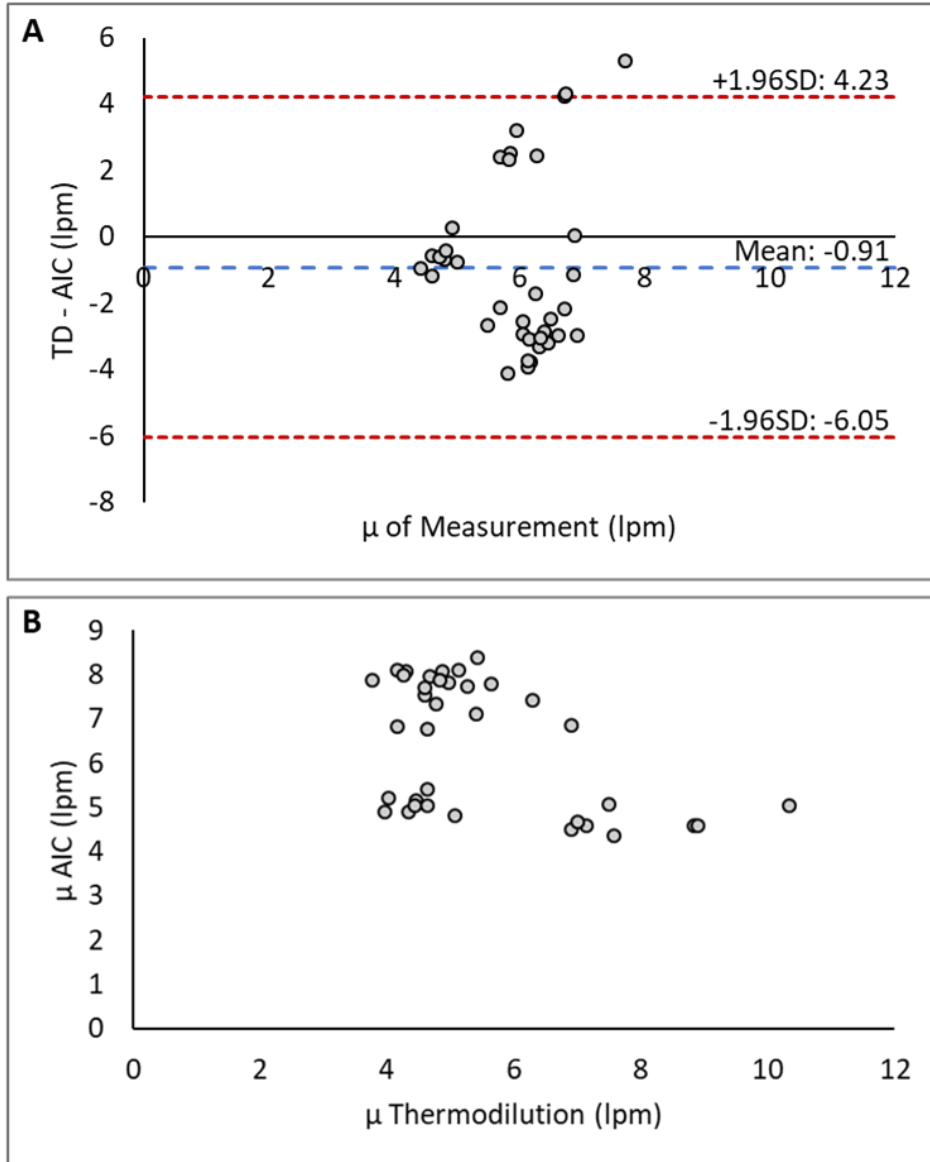 A
6
4
2
0
-2
-4
-6
-8
TD - AIC (lpm)
+1.96SD: 4.23
Mean: -0.91
0 2 4 6 8 10 12
-1.96SD: -6.05
μ of Measurement (lpm)
B
9
8
7
6
5
4
3
2
1
0
μ AIC (lpm)
0 2 4 6 8 10 12
μ Thermodilution (lpm)